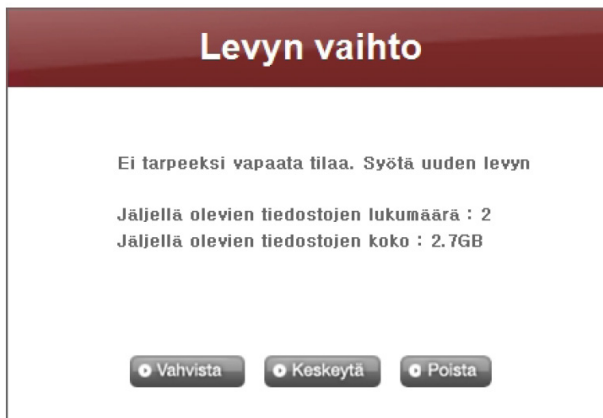 Levyn vaihto
Ei tarpeeksi vapaata tilaa. Syötä uuden levyn
Jäljellä olevien tiedostojen lukumäärä : 2
Jäljellä olevien tiedostojen koko : 2.7GB
Vahvista Keskeytä Poista